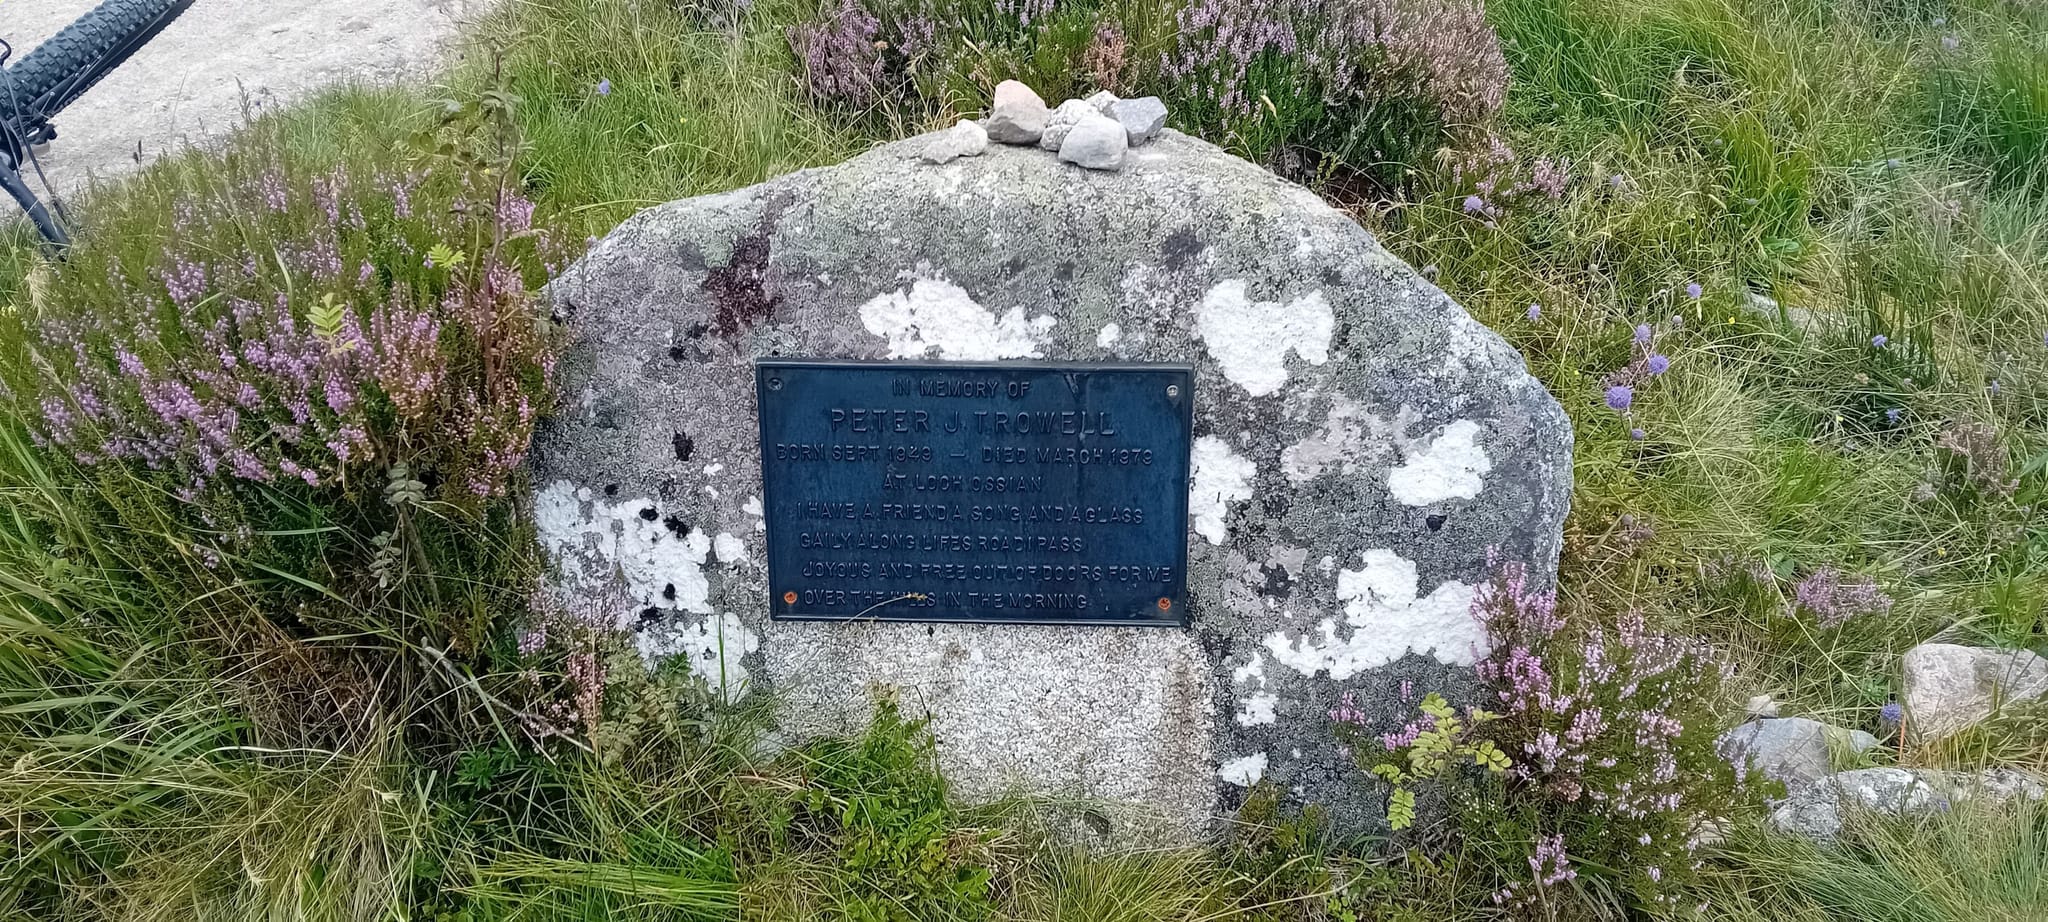 IN MEMORY OF
PETER J. TROWELL
BORN SEPT 1949 — DIED MARCH 1979
AT LOCH OSSIAN
I HAVE A FRIEND A SONG AND A GLASS
GAILY ALONG LIFES ROAD I PASS
JOYOUS AND FREE OUT OF DOORS FOR ME
OVER THE HILLS IN THE MORNING